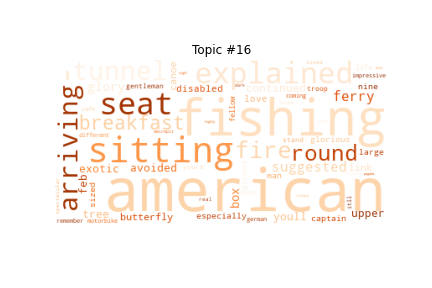 Topic #16
tunnel
explained
canoe
glory
gentleman
disabled
continued
troop
nine
impressive
seat
love
ferry
fellow
fishing
breakfast
different
arriving
sitting
fire
round
large
exotic
avoided
suggested
link
man
stand
glorious
coming
feb
sized
american
box
tree
butterfly
especially
german
youll
captain
upper
remember
motorbike
real
still